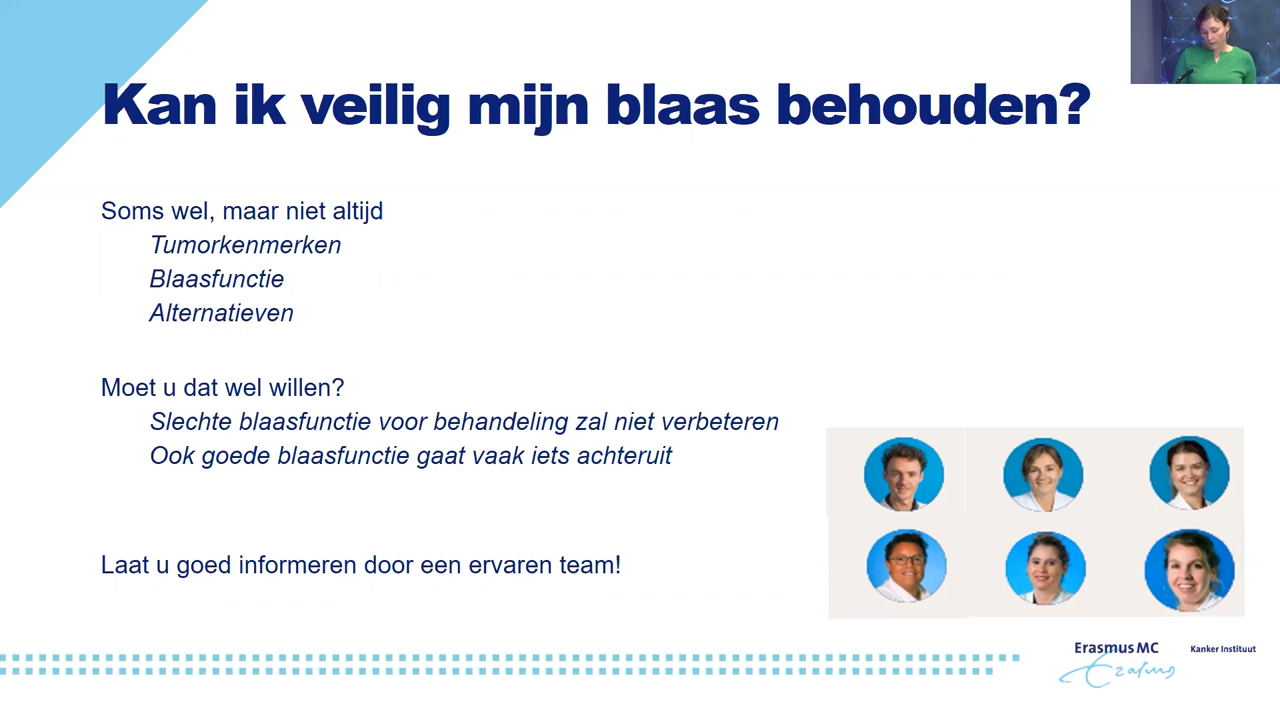 Kan ik veilig mijn blaas behouden?
Soms wel, maar niet altijd
Tumorkenmerken
Blaasfunctie
Alternatieven
Moet u dat wel willen?
Slechte blaasfunctie voor behandeling zal niet verbeteren
Ook goede blaasfunctie gaat vaak iets achteruit
Laat u goed informeren door een ervaren team!
Erasmus MC
Kanker Instituut
Erasmus